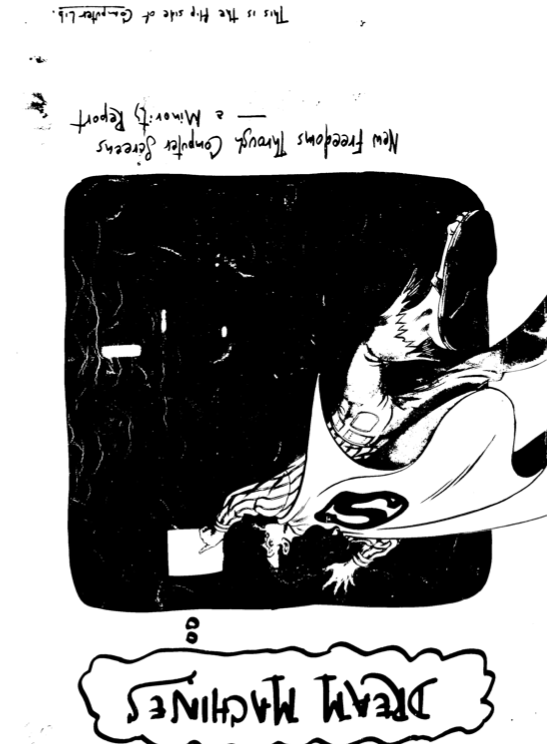 DREAM MACHINES
S
New Freedoms Through Computer Screens
— a Minority Report
This is the flip side of Computer Lib.